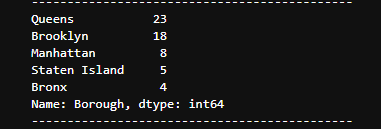 ----------------------------------------------
Queens           23
Brooklyn         18
Manhattan         8
Staten Island     5
Bronx             4
Name: Borough, dtype: int64
----------------------------------------------